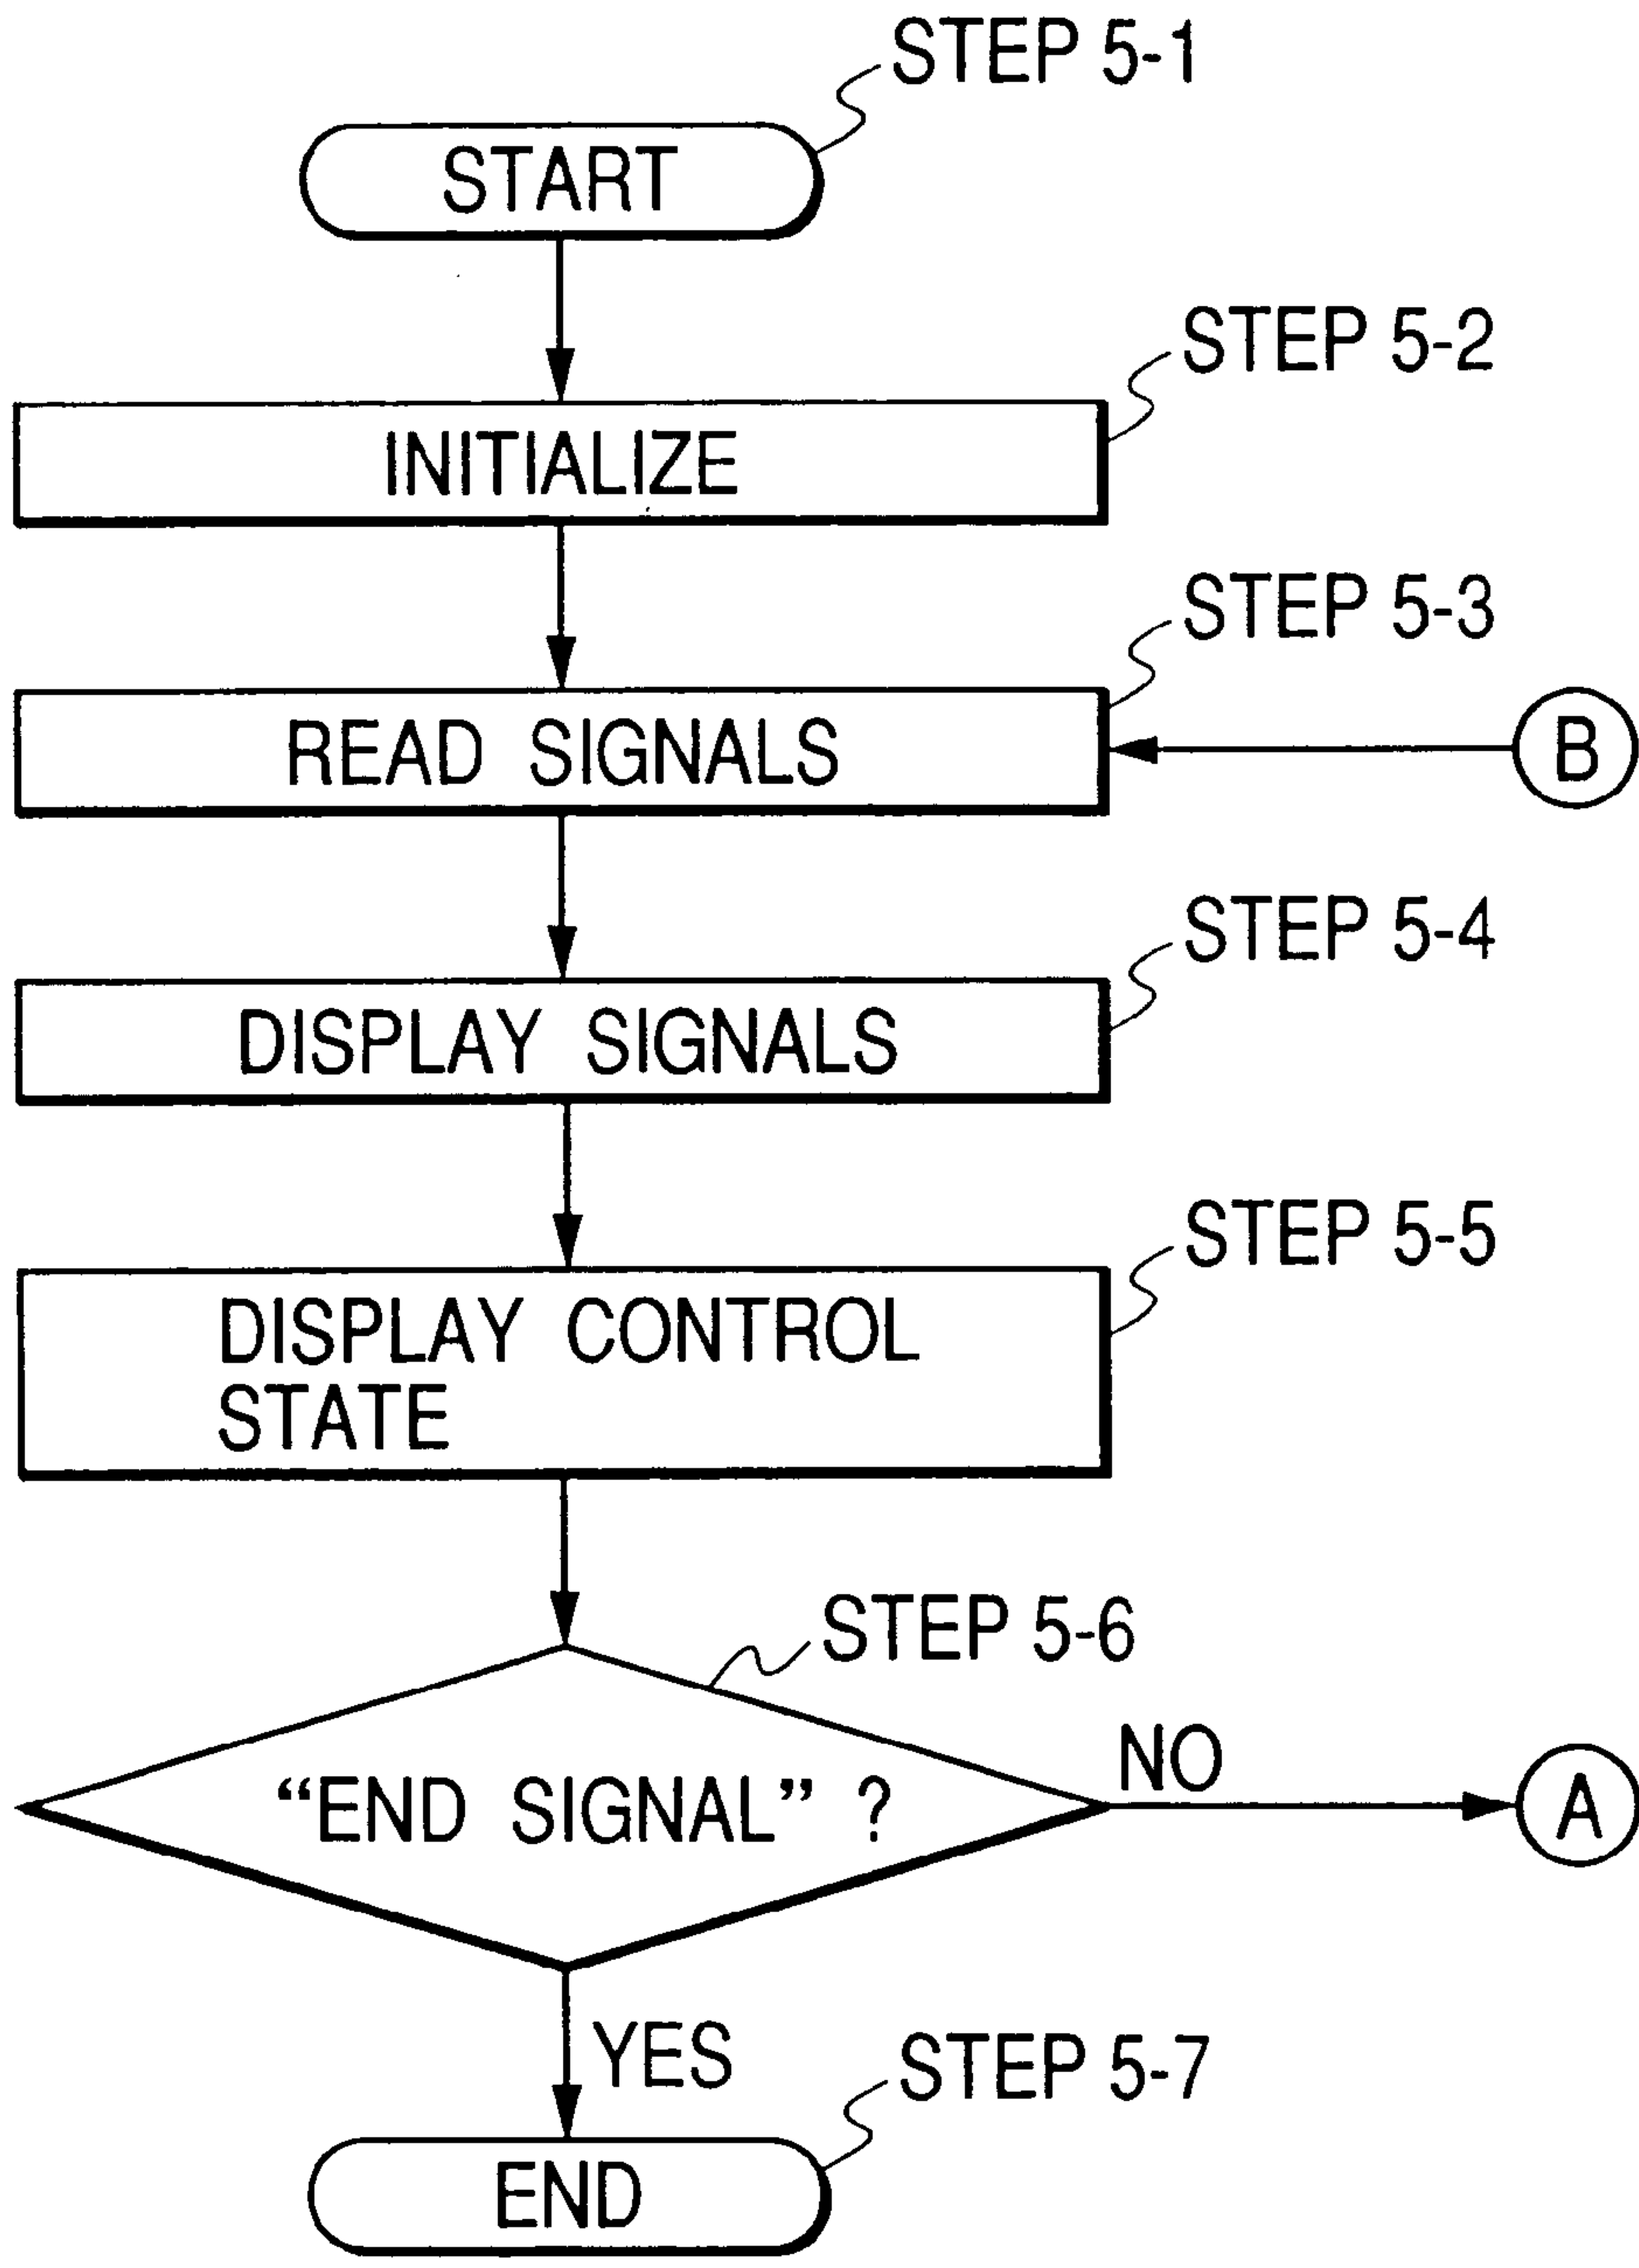 STEP 5-1
START
STEP 5-2
INITIALIZE
STEP 5-3
READ SIGNALS
B
STEP 5-4
DISPLAY SIGNALS
STEP 5-5
DISPLAY CONTROL
STATE
STEP 5-6
NO
“END SIGNAL” ?
A
YES
STEP 5-7
END